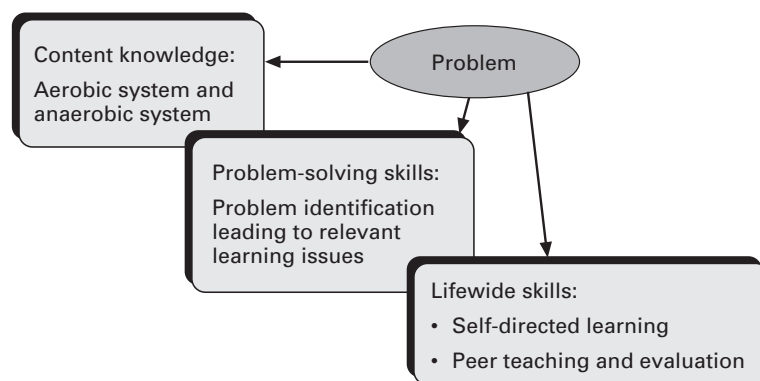 Problem
Content knowledge:
Aerobic system and
anaerobic system
Problem-solving skills:
Problem identification
leading to relevant
learning issues
Lifewide skills:
• Self-directed learning
• Peer teaching and evaluation